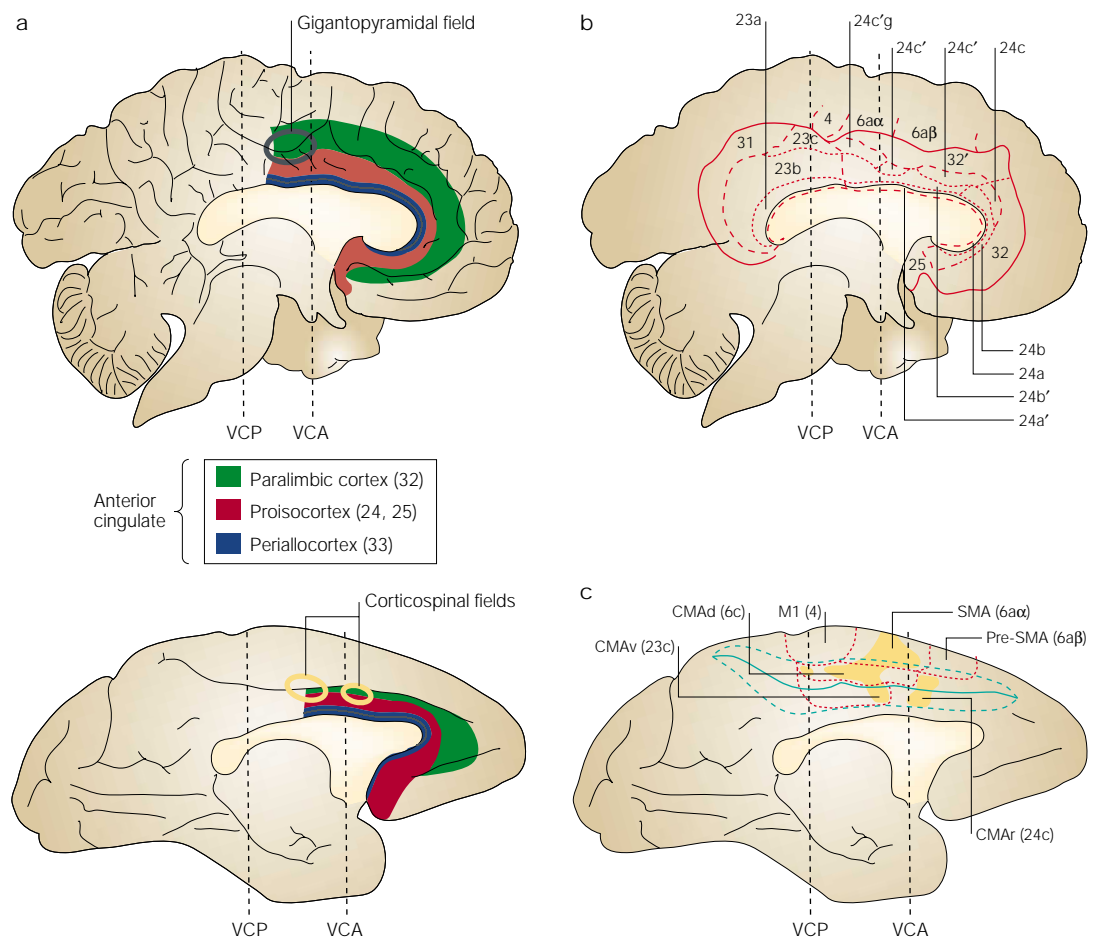 a
Gigantopyramidal field
VCP
VCA
Anterior
cingulate
Paralimbic cortex (32)
Proisocortex (24, 25)
Periallocortex (33)
Corticospinal fields
VCP
VCA
b
23a
24c′g
24c′
24c′
24c
4
6aα
6aβ
31
23c
32′
23b
25
32
24b
24a
24b′
24a′
VCP
VCA
c
CMAd (6c)
M1 (4)
SMA (6aα)
Pre-SMA (6aβ)
CMAv (23c)
CMAr (24c)
VCP
VCA